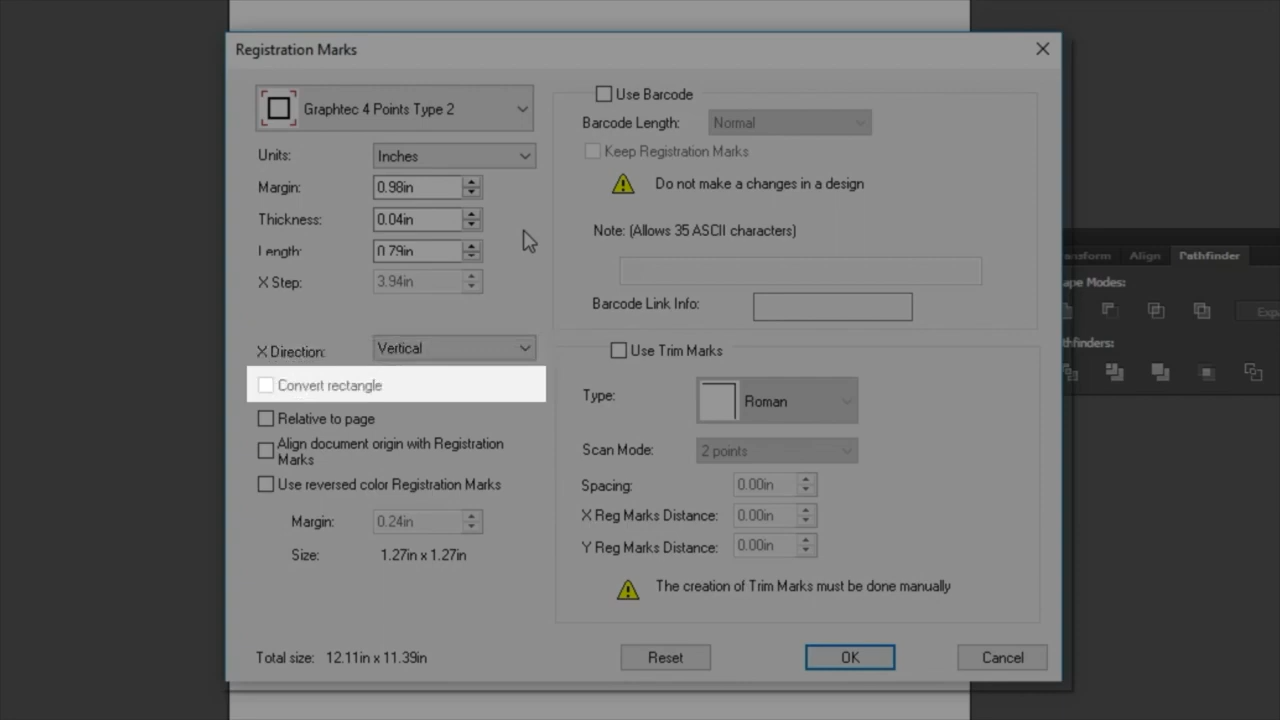 Registration Marks
Graphtec 4 Points Type 2
Units: Inches
Margin: 0.98in
Thickness: 0.04in
Length: 0.79in
X Step: 3.94in
X Direction: Vertical
Convert rectangle
Relative to page
Align document origin with Registration
Marks
Use reversed color Registration Marks
Margin: 0.24in
Size: 1.27in x 1.27in
Total size: 12.11in x 11.39in
Use Barcode
Barcode Length: Normal
Keep Registration Marks
Do not make a changes in a design
Note: (Allows 35 ASCII characters)
Barcode Link Info:
Use Trim Marks
Type: Roman
Scan Mode: 2 points
Spacing: 0.00in
X Reg Marks Distance: 0.00in
Y Reg Marks Distance: 0.00in
The creation of Trim Marks must be done manually
Reset OK Cancel
ansform Align Pathfinder
ape Modes:
Expa
thfinders: